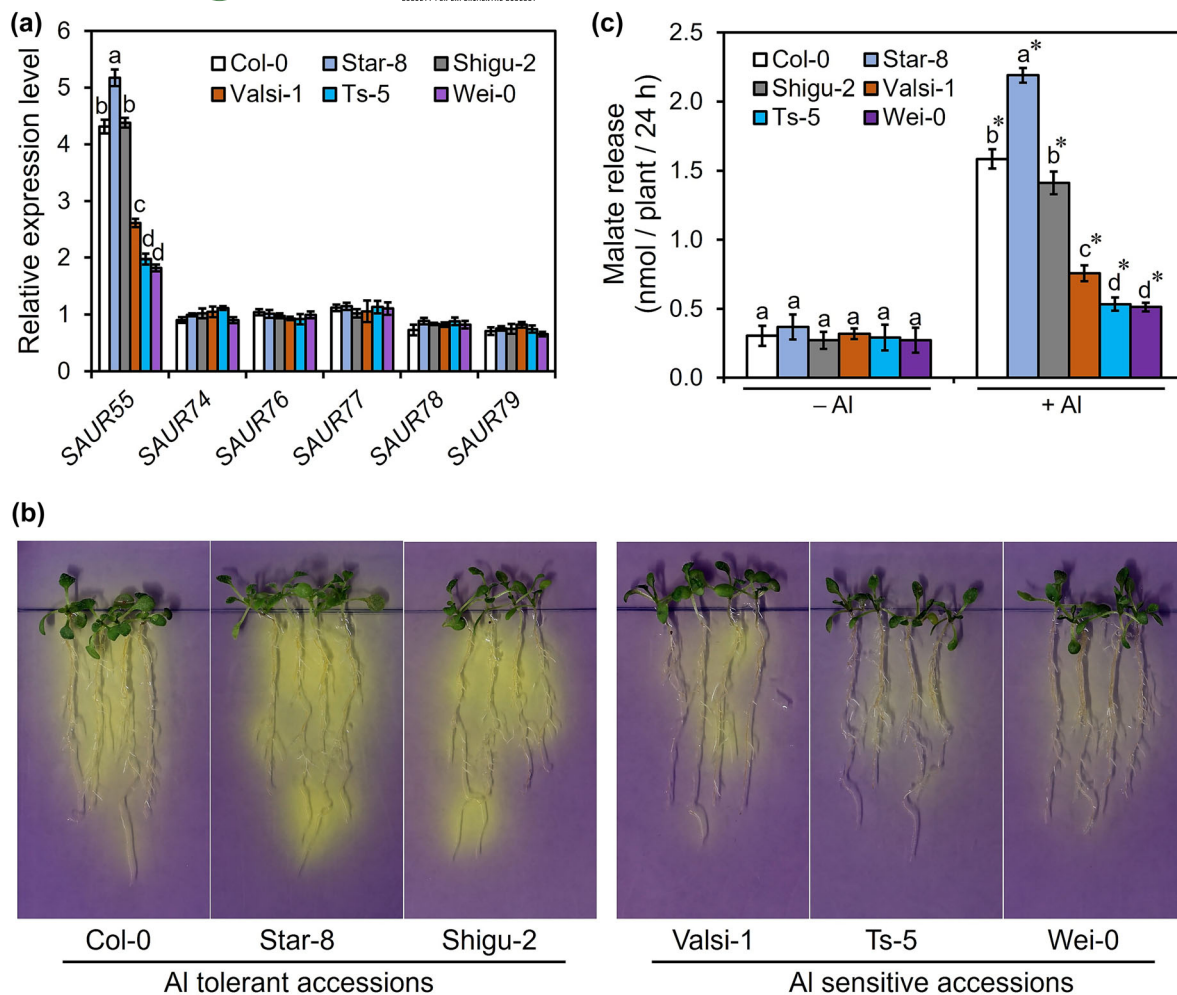 (a)
Relative expression level
6
5
4
3
2
1
0
Col-0 Star-8 Shigu-2
Valsi-1 Ts-5 Wei-0
b a b c d d
SAUR55 SAUR74 SAUR76 SAUR77 SAUR78 SAUR79
(c)
Malate release
(nmol / plant / 24 h)
2.5
2.0
1.5
1.0
0.5
0.0
Col-0 Star-8
Shigu-2 Valsi-1
Ts-5 Wei-0
a a a a a a
b* a* b* c* d* d*
– Al + Al
(b)
Col-0 Star-8 Shigu-2 Valsi-1 Ts-5 Wei-0
Al tolerant accessions Al sensitive accessions